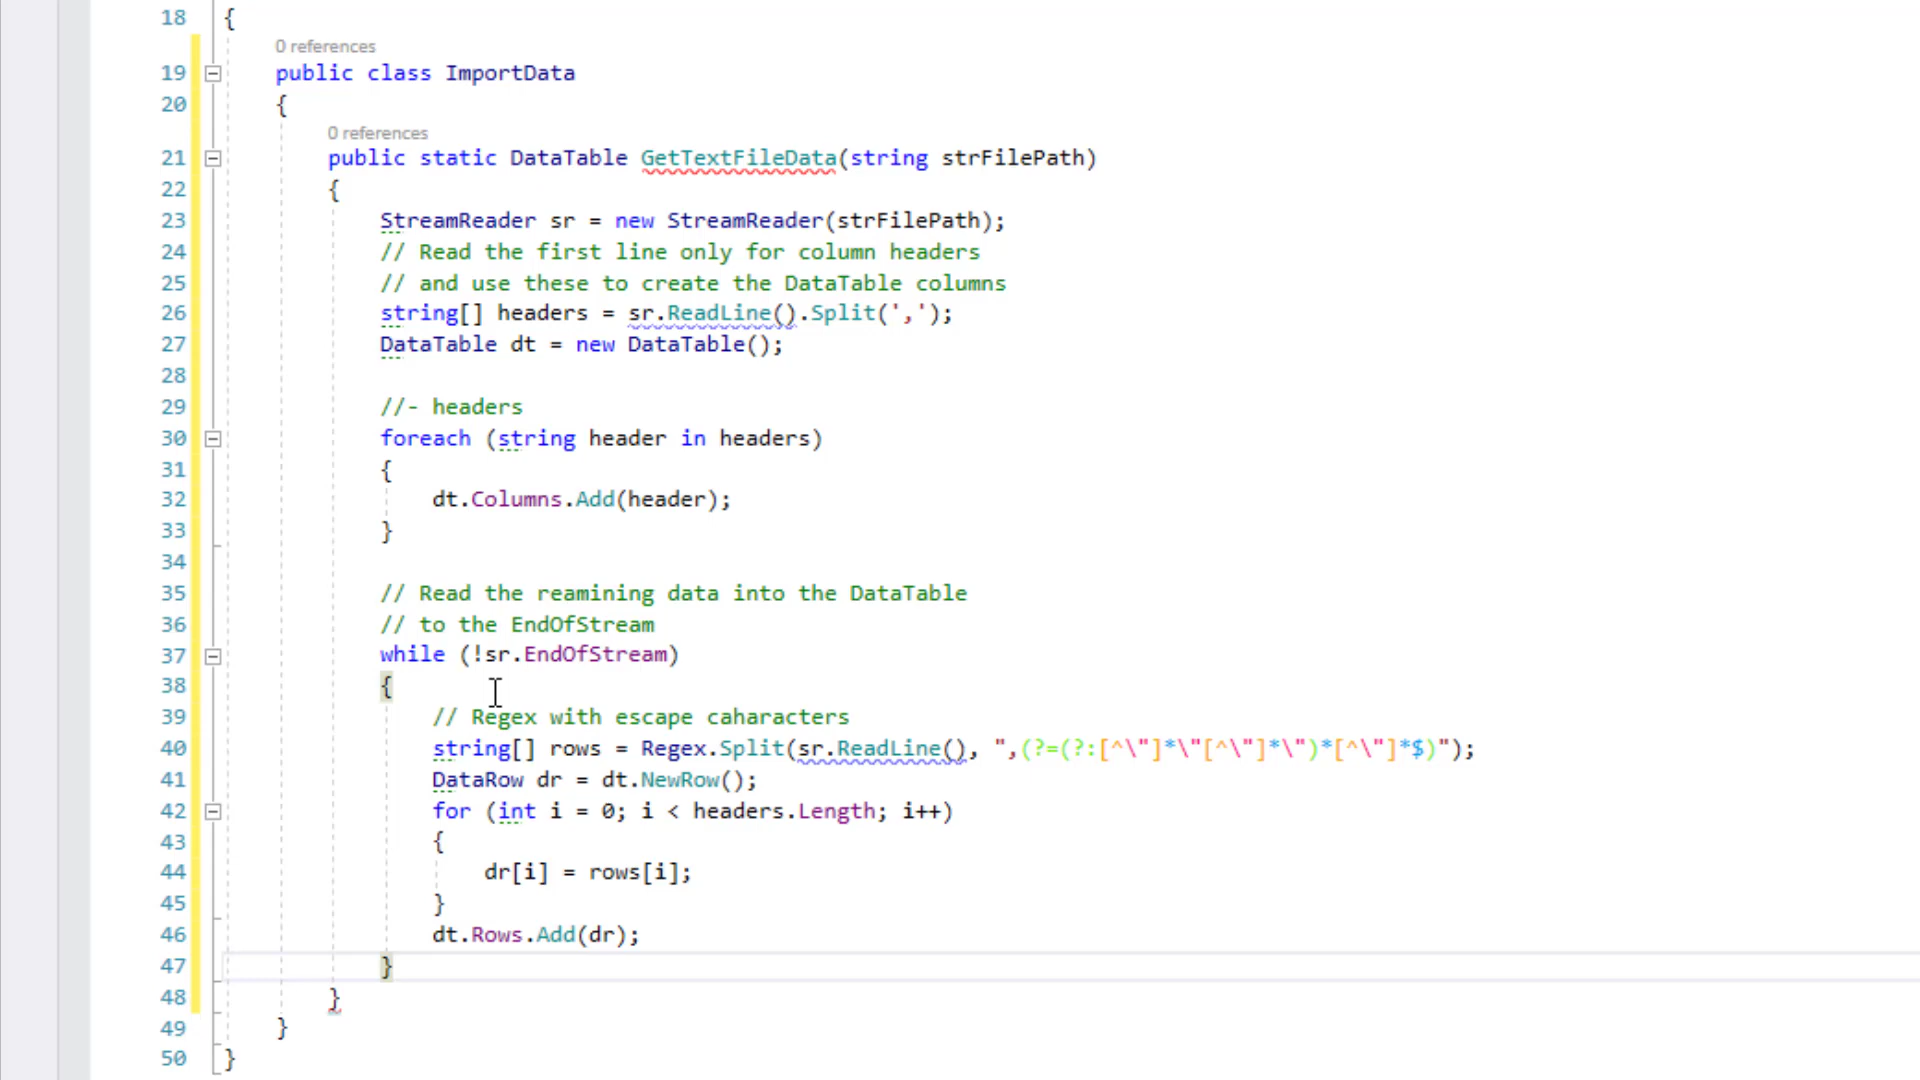 18 {
0 references
19 public class ImportData
20 {
0 references
21 public static DataTable GetTextFileData(string strFilePath)
22 {
23 StreamReader sr = new StreamReader(strFilePath);
24 // Read the first line only for column headers
25 // and use these to create the DataTable columns
26 string[] headers = sr.ReadLine().Split(',');
27 DataTable dt = new DataTable();
28
29 //- headers
30 foreach (string header in headers)
31 {
32 dt.Columns.Add(header);
33 }
34
35 // Read the reamining data into the DataTable
36 // to the EndOfStream
37 while (!sr.EndOfStream)
38 {
39 // Regex with escape caharacters
40 string[] rows = Regex.Split(sr.ReadLine(), ",(?=(?:[^\"]*\"[^\"]*\")*[^\"]*$)");
41 DataRow dr = dt.NewRow();
42 for (int i = 0; i < headers.Length; i++)
43 {
44 dr[i] = rows[i];
45 }
46 dt.Rows.Add(dr);
47 }
48 }
49 }
50 }